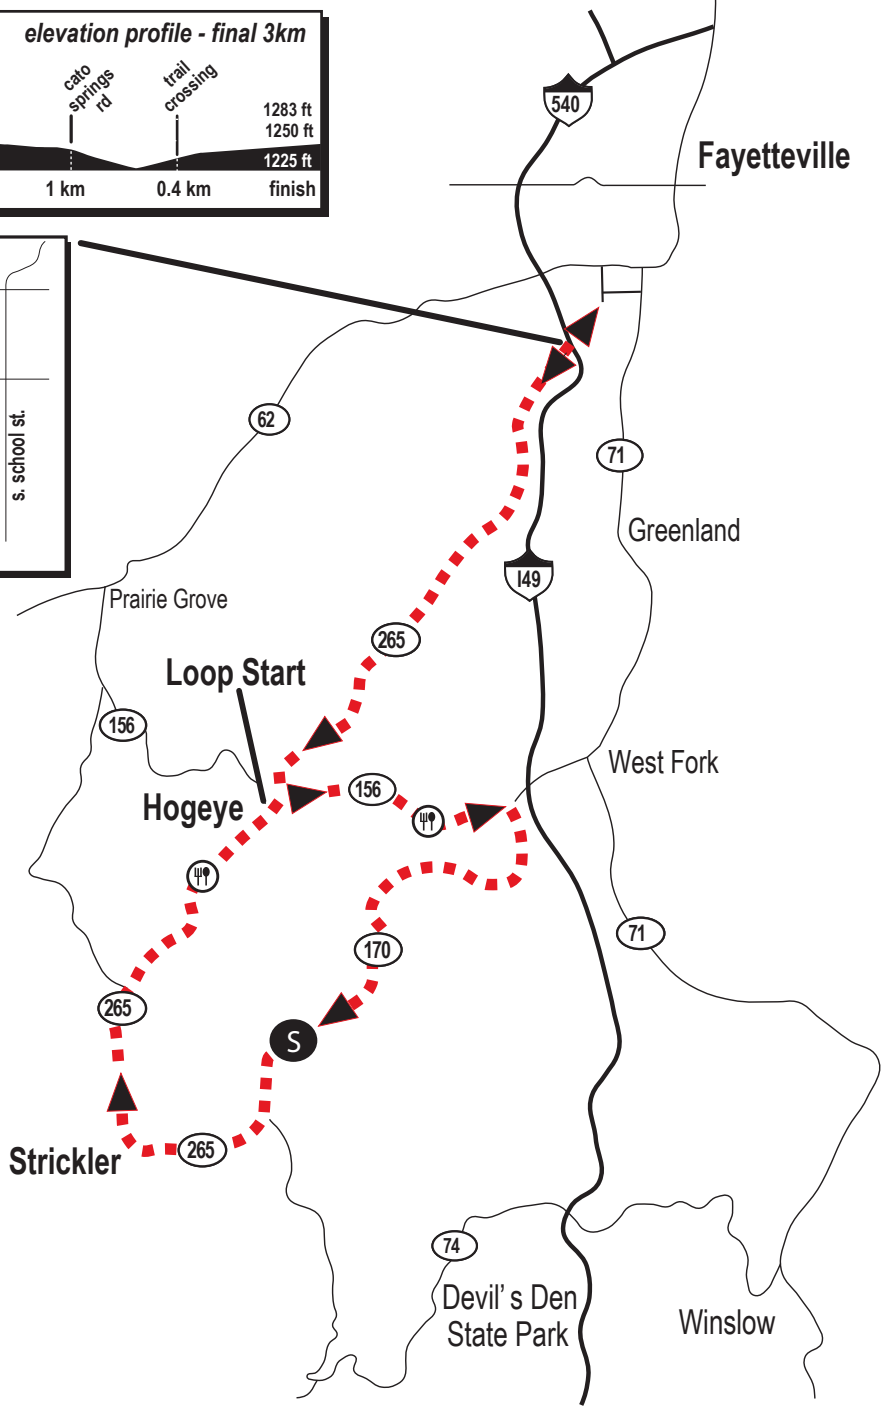 elevation profile - final 3km
cato
springs
rd
trail
crossing
1283 ft
1250 ft
1225 ft
1 km
0.4 km
finish
540
Fayetteville
s. school st.
62
71
Greenland
I49
Prairie Grove
265
Loop Start
156
West Fork
156
Hogeye
71
170
265
S
265
Strickler
74
Devil's Den
State Park
Winslow